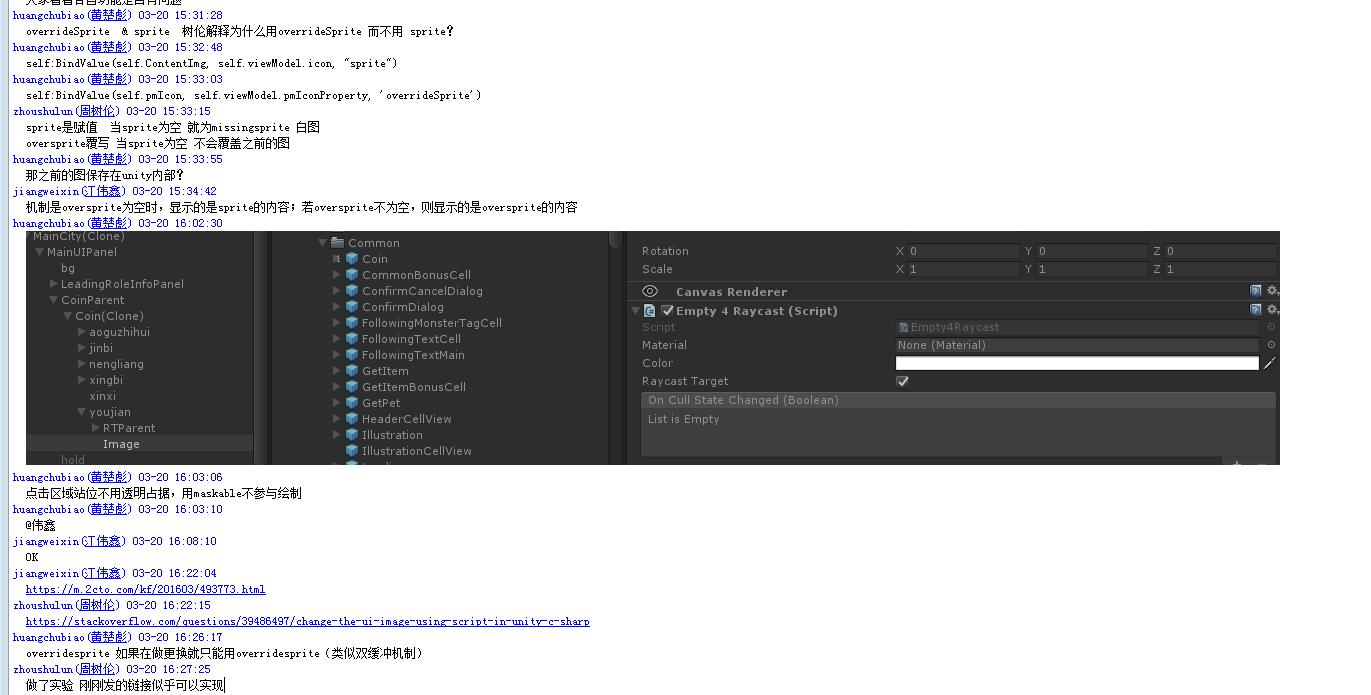 huangchubiao(黄楚彪) 03-20 15:31:28
overrideSprite & sprite 树伦解释为什么用overrideSprite 而不用 sprite?
huangchubiao(黄楚彪) 03-20 15:32:48
self:BindValue(self.ContentImg, self.viewModel.icon, "sprite")
huangchubiao(黄楚彪) 03-20 15:33:03
self:BindValue(self.pmIcon, self.viewModel.pmIconProperty, 'overrideSprite')
zhoushulun(周树伦) 03-20 15:33:15
sprite是赋值 当sprite为空 就为missingsprite 白图
oversprite覆写 当sprite为空 不会覆盖之前的图
huangchubiao(黄楚彪) 03-20 15:33:55
那之前的图保存在unity内部?
jiangweixin(江伟鑫) 03-20 15:34:42
机制是oversprite为空时，显示的是sprite的内容；若oversprite不为空，则显示的是oversprite的内容
huangchubiao(黄楚彪) 03-20 16:02:30
MainCity(Clone)
MainUIPanel
bg
LeadingRoleInfoPanel
CoinParent
Coin(Clone)
aoguzhihui
jinbi
nengliang
xingbi
xinxi
youjian
RTParent
Image
hold
Common
Coin
CommonBonusCell
ConfirmCancelDialog
ConfirmDialog
FollowingMonsterTagCell
FollowingTextCell
FollowingTextMain
GetItem
GetItemBonusCell
GetPet
HeaderCellView
Illustration
IllustrationCellView
Rotation X 0 Y 0 Z 0
Scale X 1 Y 1 Z 1
Canvas Renderer
Empty 4 Raycast (Script)
Script Empty4Raycast
Material None (Material)
Color
Raycast Target
On Cull State Changed (Boolean)
List is Empty
huangchubiao(黄楚彪) 03-20 16:03:06
点击区域站位不用透明占据，用maskable不参与绘制
huangchubiao(黄楚彪) 03-20 16:03:10
@伟鑫
jiangweixin(江伟鑫) 03-20 16:08:10
OK
jiangweixin(江伟鑫) 03-20 16:22:04
https://m.2cto.com/kf/201603/493773.html
zhoushulun(周树伦) 03-20 16:22:15
https://stackoverflow.com/questions/39486497/change-the-ui-image-using-script-in-unity-c-sharp
huangchubiao(黄楚彪) 03-20 16:26:17
overridesprite 如果在做更换就只能用overridesprite（类似双缓冲机制）
zhoushulun(周树伦) 03-20 16:27:25
做了实验 刚刚发的链接似乎可以实现